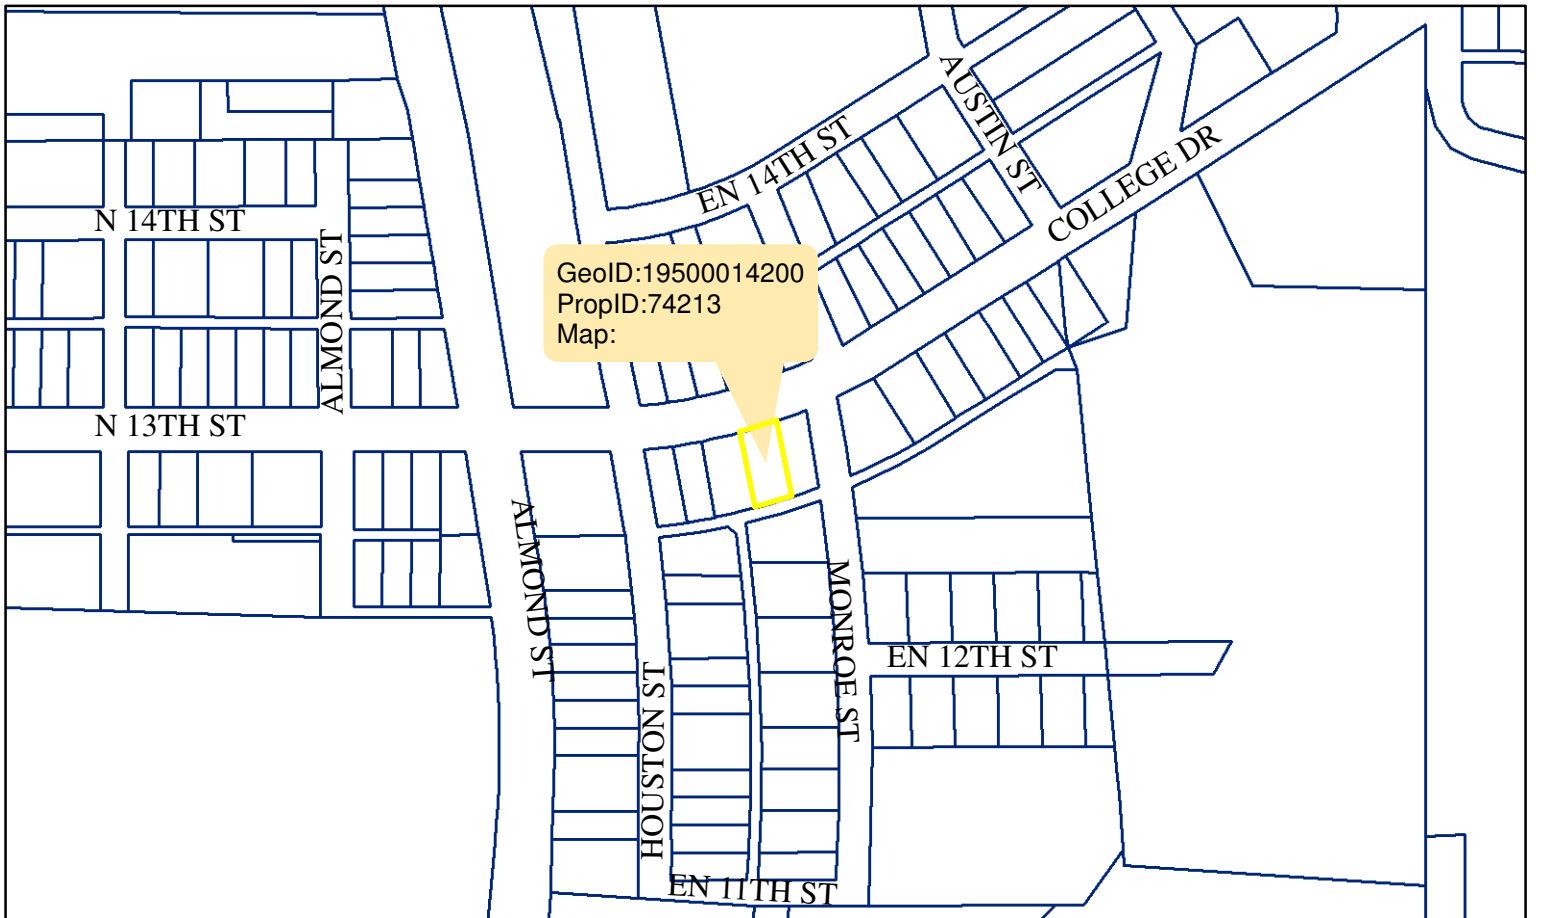 AUSTIN ST
EN 14TH ST
COLLEGE DR
N 14TH ST
ALMOND ST
GeoID:19500014200
PropID:74213
Map:
N 13TH ST
ALMOND ST
MONROE ST
EN 12TH ST
HOUSTON ST
EN 11TH ST